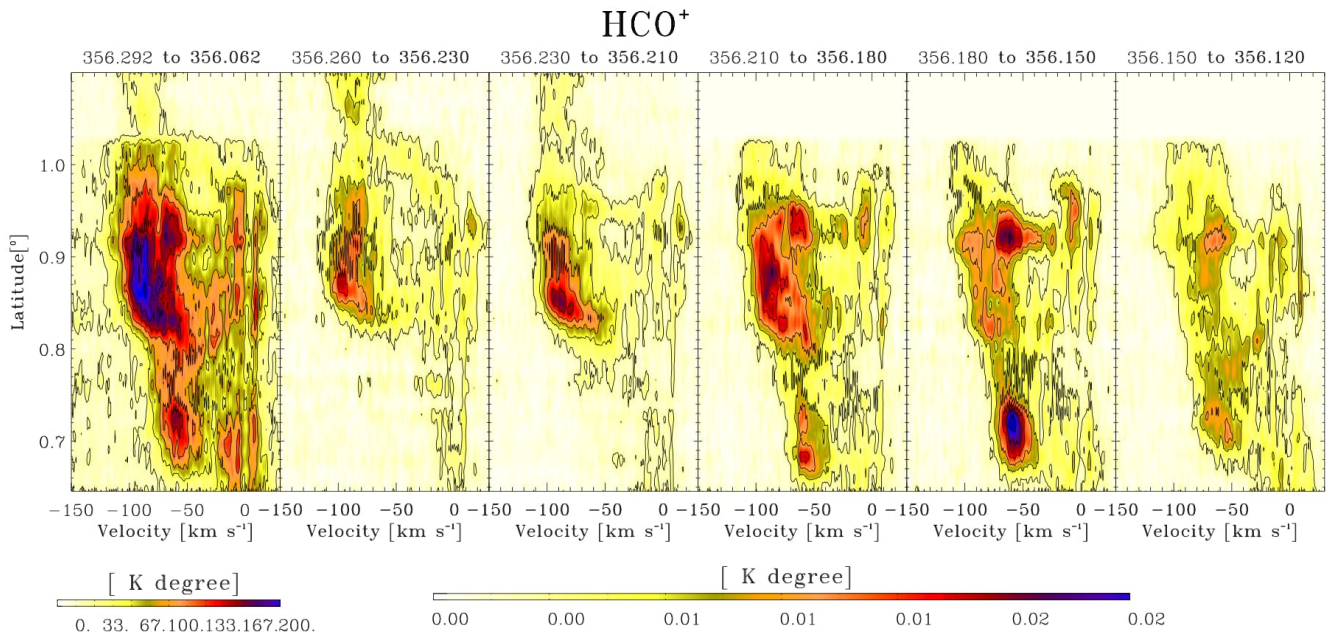 HCO⁺
356.292 to 356.062 356.260 to 356.230 356.230 to 356.210 356.210 to 356.180 356.180 to 356.150 356.150 to 356.120
1.0
0.9
0.8
0.7
Latitude[°]
−150 −100 −50 0 −150 −100 −50 0 −150 −100 −50 0 −150 −100 −50 0 −150 −100 −50 0 −150 −100 −50 0
Velocity [km s⁻¹] Velocity [km s⁻¹] Velocity [km s⁻¹] Velocity [km s⁻¹] Velocity [km s⁻¹] Velocity [km s⁻¹]
[ K degree] [ K degree]
0. 33. 67.100.133.167.200. 0.00 0.00 0.01 0.01 0.01 0.02 0.02